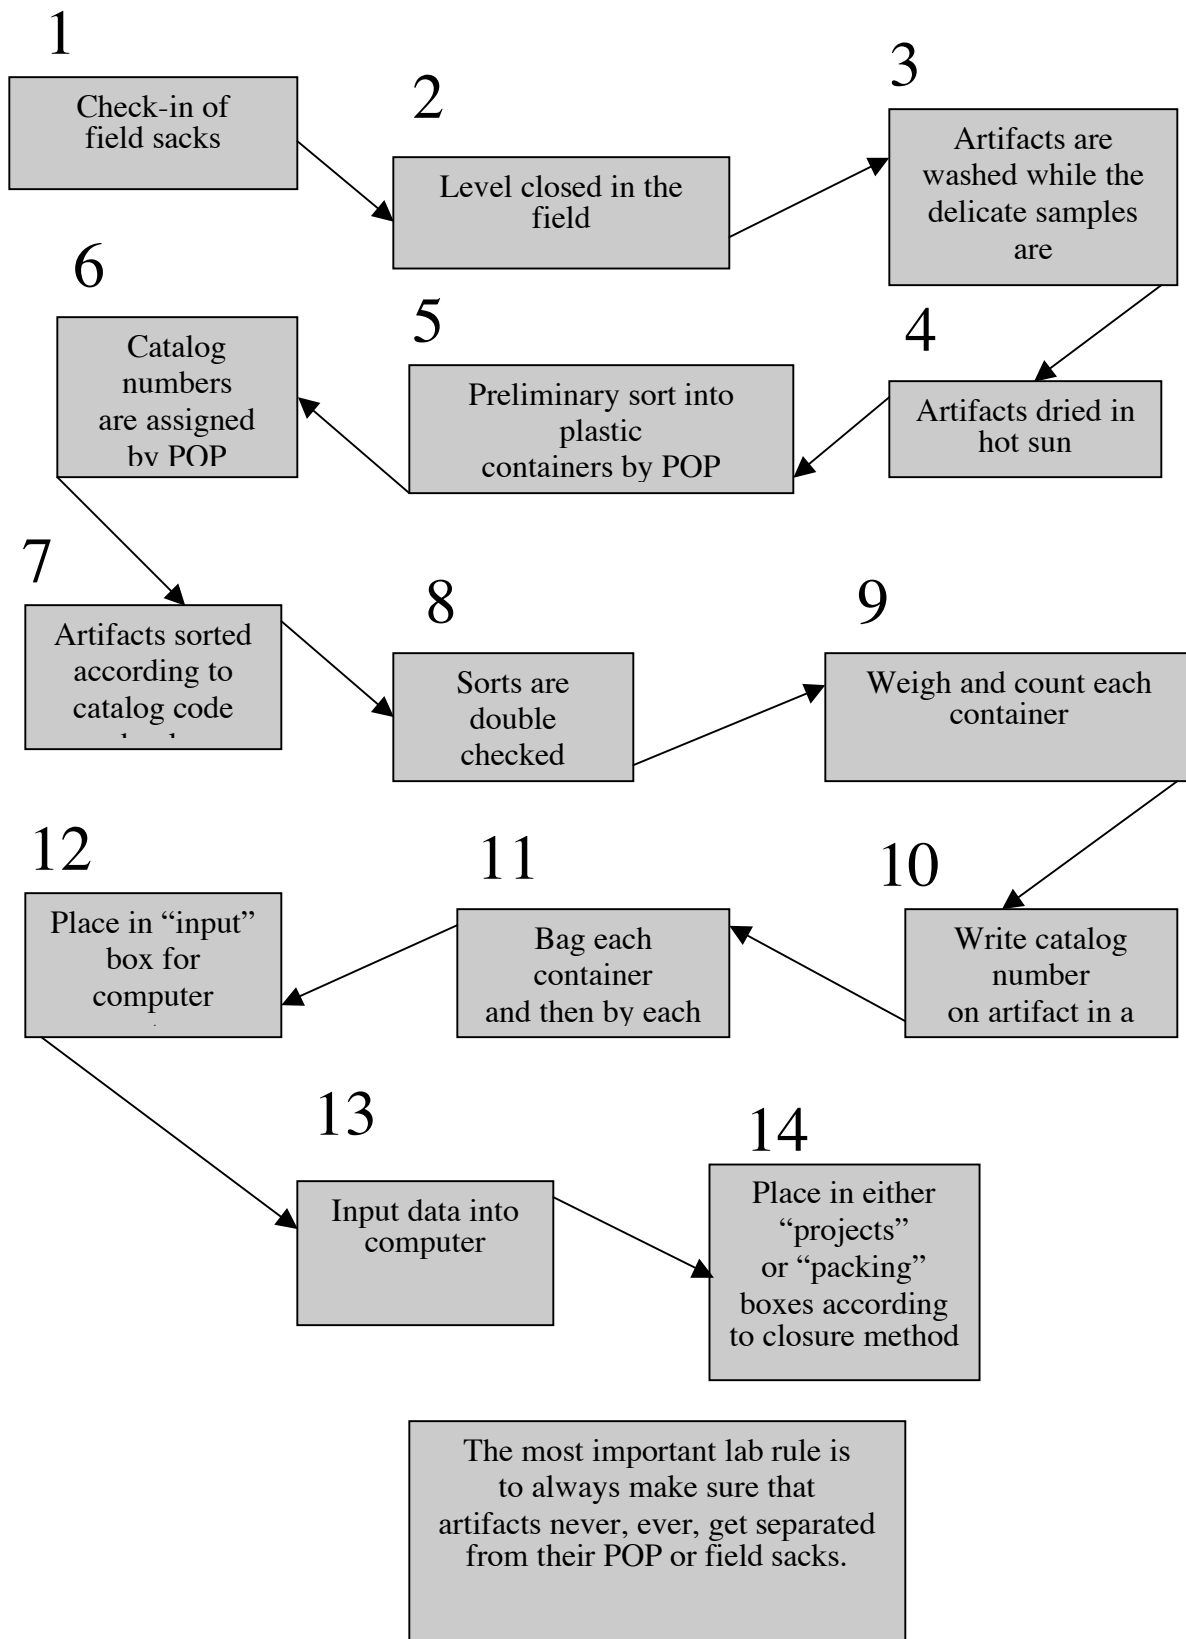 1
Check-in of
field sacks
2
Level closed in the
field
3
Artifacts are
washed while the
delicate samples
are
4
Artifacts dried in
hot sun
5
Preliminary sort into
plastic
containers by POP
6
Catalog
numbers
are assigned
by POP
7
Artifacts sorted
according to
catalog code
8
Sorts are
double
checked
9
Weigh and count each
container
10
Write catalog
number
on artifact in a
11
Bag each
container
and then by each
12
Place in “input”
box for
computer
13
Input data into
computer
14
Place in either
“projects”
or “packing”
boxes according
to closure method
The most important lab rule is
to always make sure that
artifacts never, ever, get separated
from their POP or field sacks.